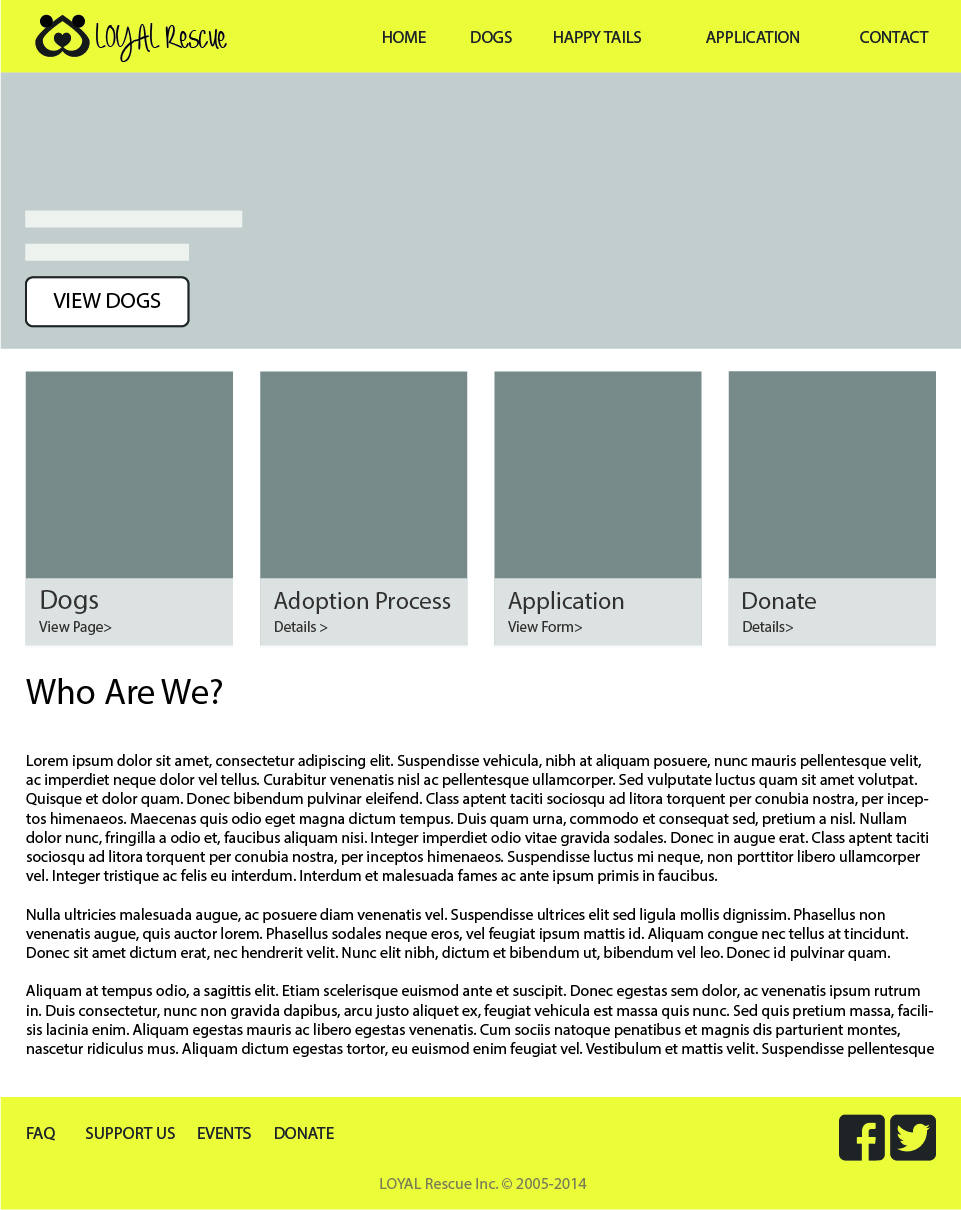 LOYAL Rescue
HOME DOGS HAPPY TAILS APPLICATION CONTACT
VIEW DOGS
Dogs
View Page>
Adoption Process
Details >
Application
View Form>
Donate
Details>
Who Are We?
Lorem ipsum dolor sit amet, consectetur adipiscing elit. Suspendisse vehicula, nibh at aliquam posuere, nunc mauris pellentesque velit,
ac imperdiet neque dolor vel tellus. Curabitur venenatis nisl ac pellentesque ullamcorper. Sed vulputate luctus quam sit amet volutpat.
Quisque et dolor quam. Donec bibendum pulvinar eleifend. Class aptent taciti sociosqu ad litora torquent per conubia nostra, per incep-
tos himenaeos. Maecenas quis odio eget magna dictum tempus. Duis quam urna, commodo et consequat sed, pretium a nisl. Nullam
dolor nunc, fringilla a odio et, faucibus aliquam nisi. Integer imperdiet odio vitae gravida sodales. Donec in augue erat. Class aptent taciti
sociosqu ad litora torquent per conubia nostra, per inceptos himenaeos. Suspendisse luctus mi neque, non porttitor libero ullamcorper
vel. Integer tristique ac felis eu interdum. Interdum et malesuada fames ac ante ipsum primis in faucibus.
Nulla ultricies malesuada augue, ac posuere diam venenatis vel. Suspendisse ultrices elit sed ligula mollis dignissim. Phasellus non
venenatis augue, quis auctor lorem. Phasellus sodales neque eros, vel feugiat ipsum mattis id. Aliquam congue nec tellus at tincidunt.
Donec sit amet dictum erat, nec hendrerit velit. Nunc elit nibh, dictum et bibendum ut, bibendum vel leo. Donec id pulvinar quam.
Aliquam at tempus odio, a sagittis elit. Etiam scelerisque euismod ante et suscipit. Donec egestas sem dolor, ac venenatis ipsum rutrum
in. Duis consectetur, nunc non gravida dapibus, arcu justo aliquet ex, feugiat vehicula est massa quis nunc. Sed quis pretium massa, facili-
sis lacinia enim. Aliquam egestas mauris ac libero egestas venenatis. Cum sociis natoque penatibus et magnis dis parturient montes,
nascetur ridiculus mus. Aliquam dictum egestas tortor, eu euismod enim feugiat vel. Vestibulum et mattis velit. Suspendisse pellentesque
FAQ SUPPORT US EVENTS DONATE
LOYAL Rescue Inc. © 2005-2014